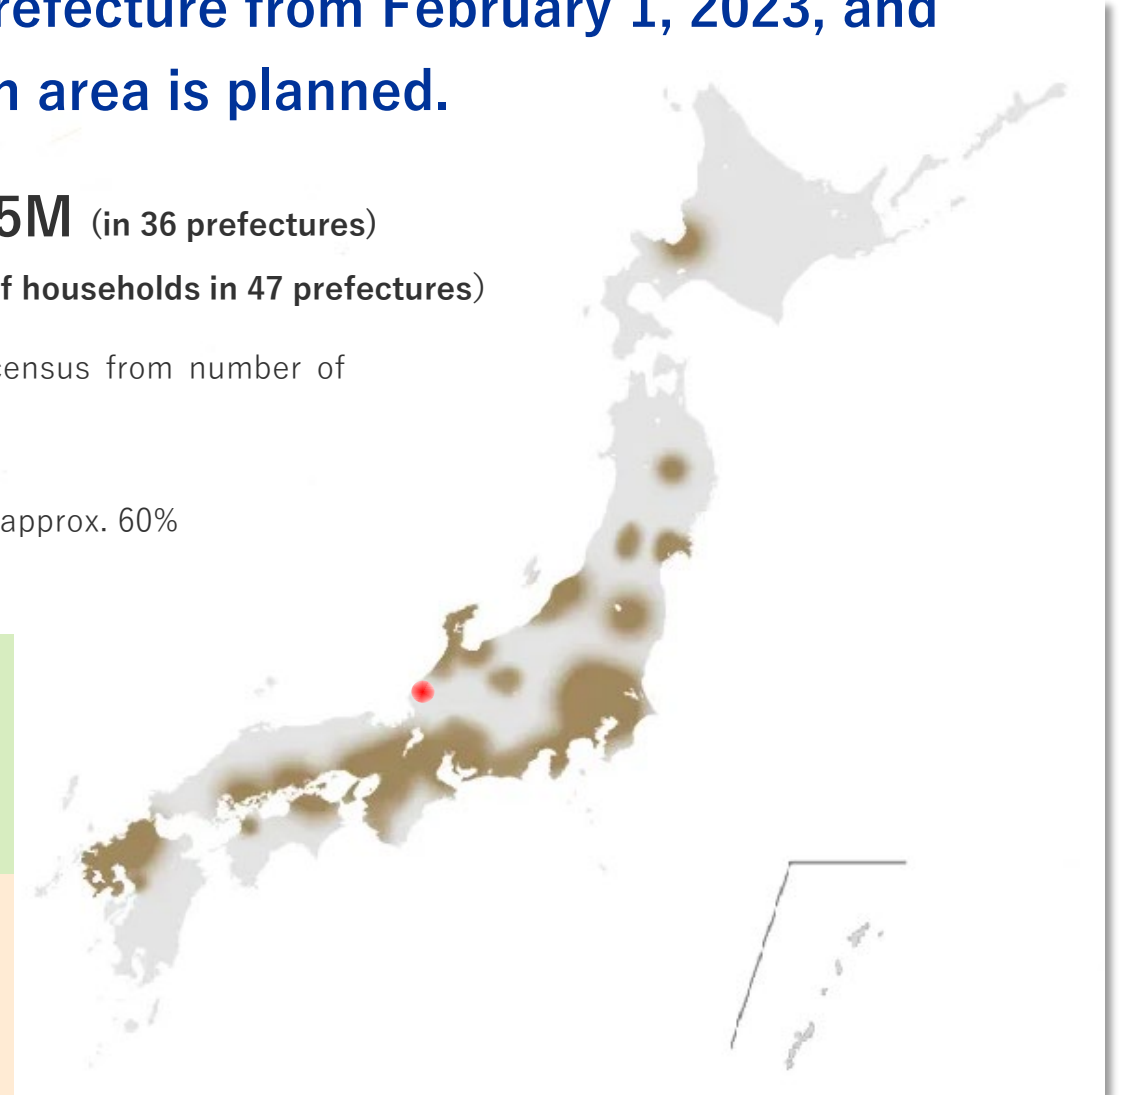 refecture from February 1, 2023, and
n area is planned.
5M (in 36 prefectures)
f households in 47 prefectures）
census from number of
approx. 60%